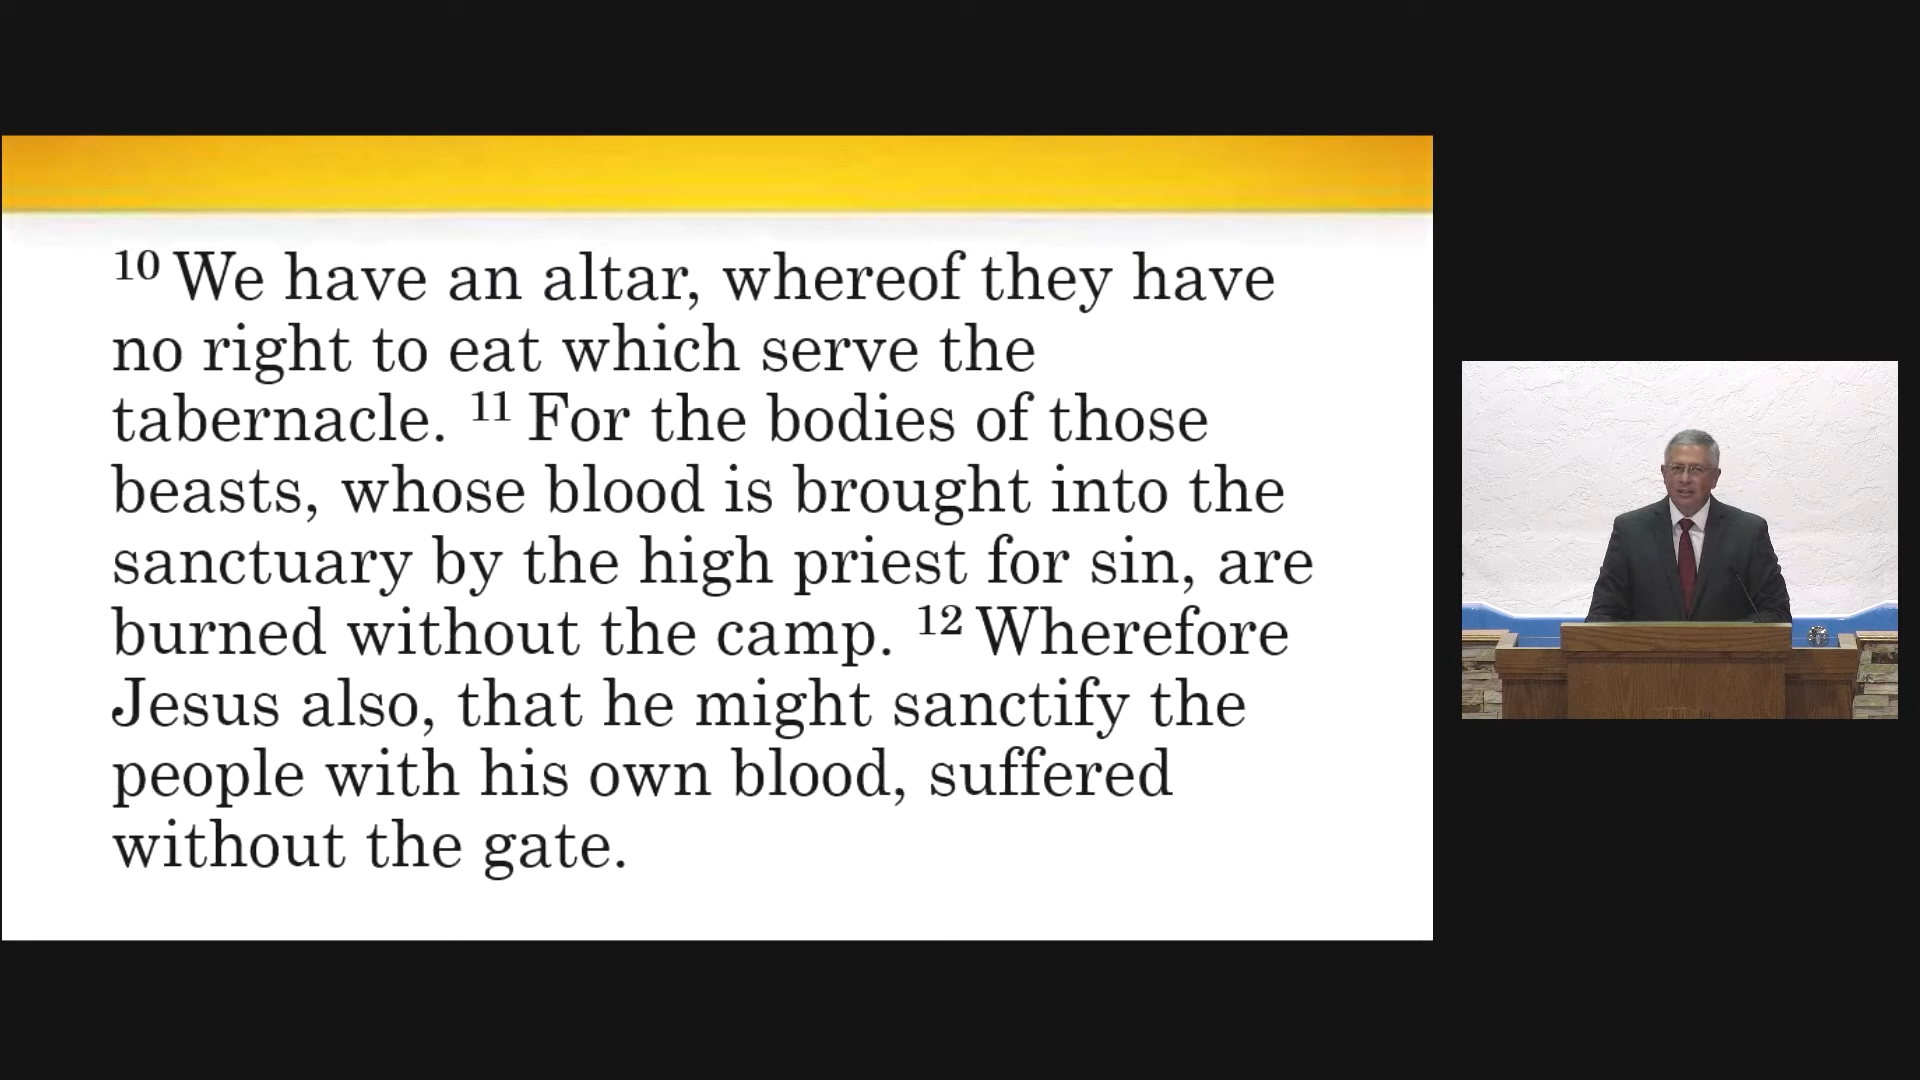 10 We have an altar, whereof they have
no right to eat which serve the
tabernacle. 11 For the bodies of those
beasts, whose blood is brought into the
sanctuary by the high priest for sin, are
burned without the camp. 12 Wherefore
Jesus also, that he might sanctify the
people with his own blood, suffered
without the gate.